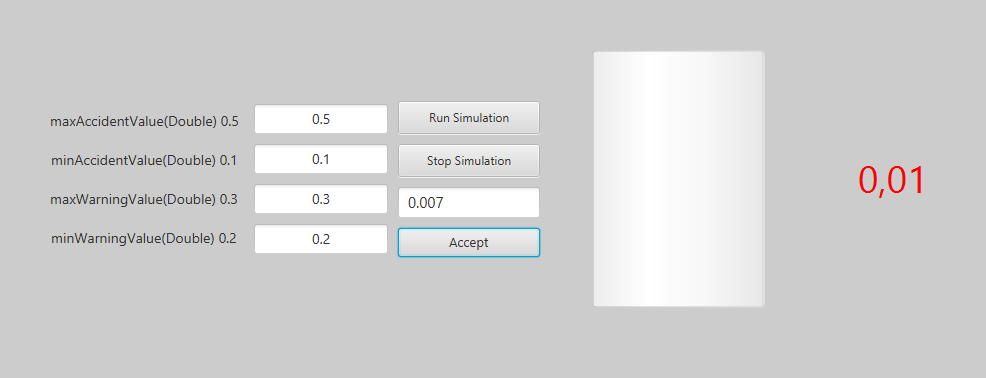 maxAccidentValue(Double) 0.5
0.5
Run Simulation
minAccidentValue(Double) 0.1
0.1
Stop Simulation
maxWarningValue(Double) 0.3
0.3
0.007
minWarningValue(Double) 0.2
0.2
Accept
0,01